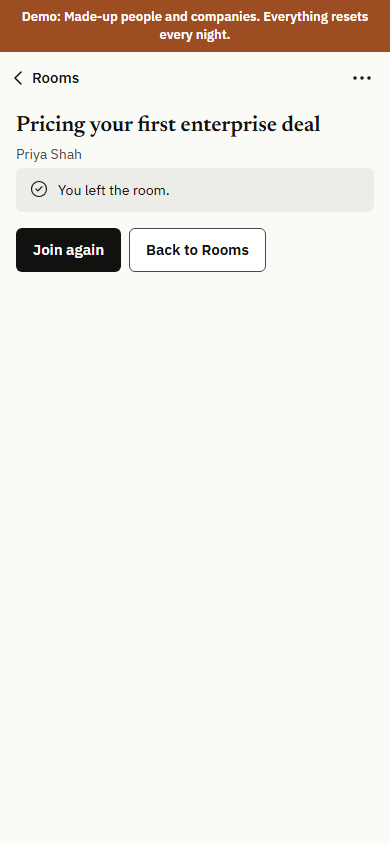 Demo: Made-up people and companies. Everything resets
every night.
Rooms
Pricing your first enterprise deal
Priya Shah
You left the room.
Join again
Back to Rooms